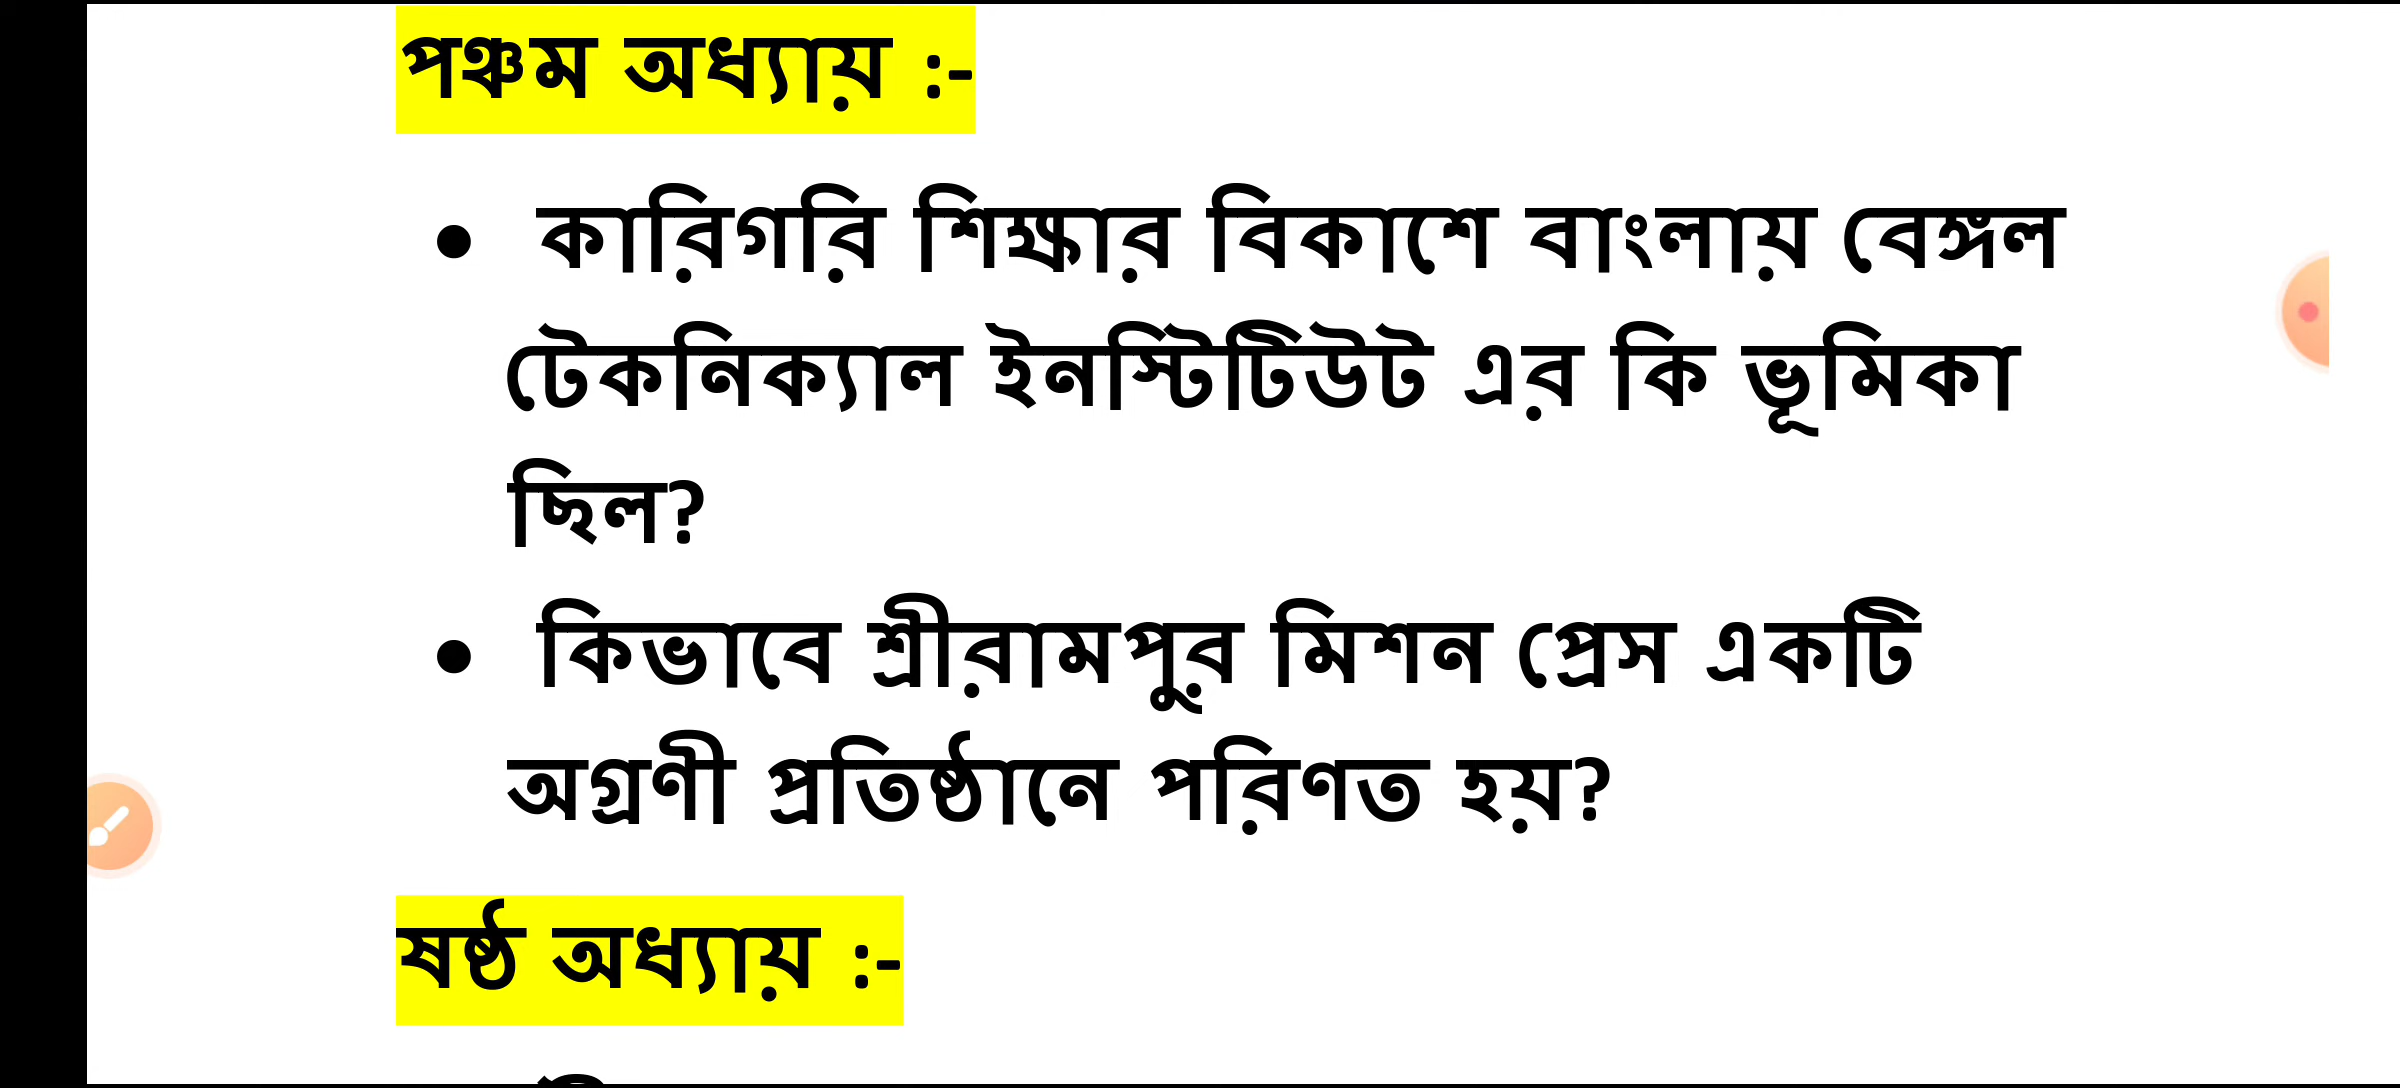 পঞ্চম অধ্যায় :-
• কারিগরি শিক্ষার বিকাশে বাংলায় বেঙ্গল
টেকনিক্যাল ইনস্টিটিউট এর কি ভূমিকা
ছিল?
• কিভাবে শ্রীরামপুর মিশন প্রেস একটি
অগ্রণী প্রতিষ্ঠানে পরিণত হয়?
ষষ্ঠ অধ্যায় :-